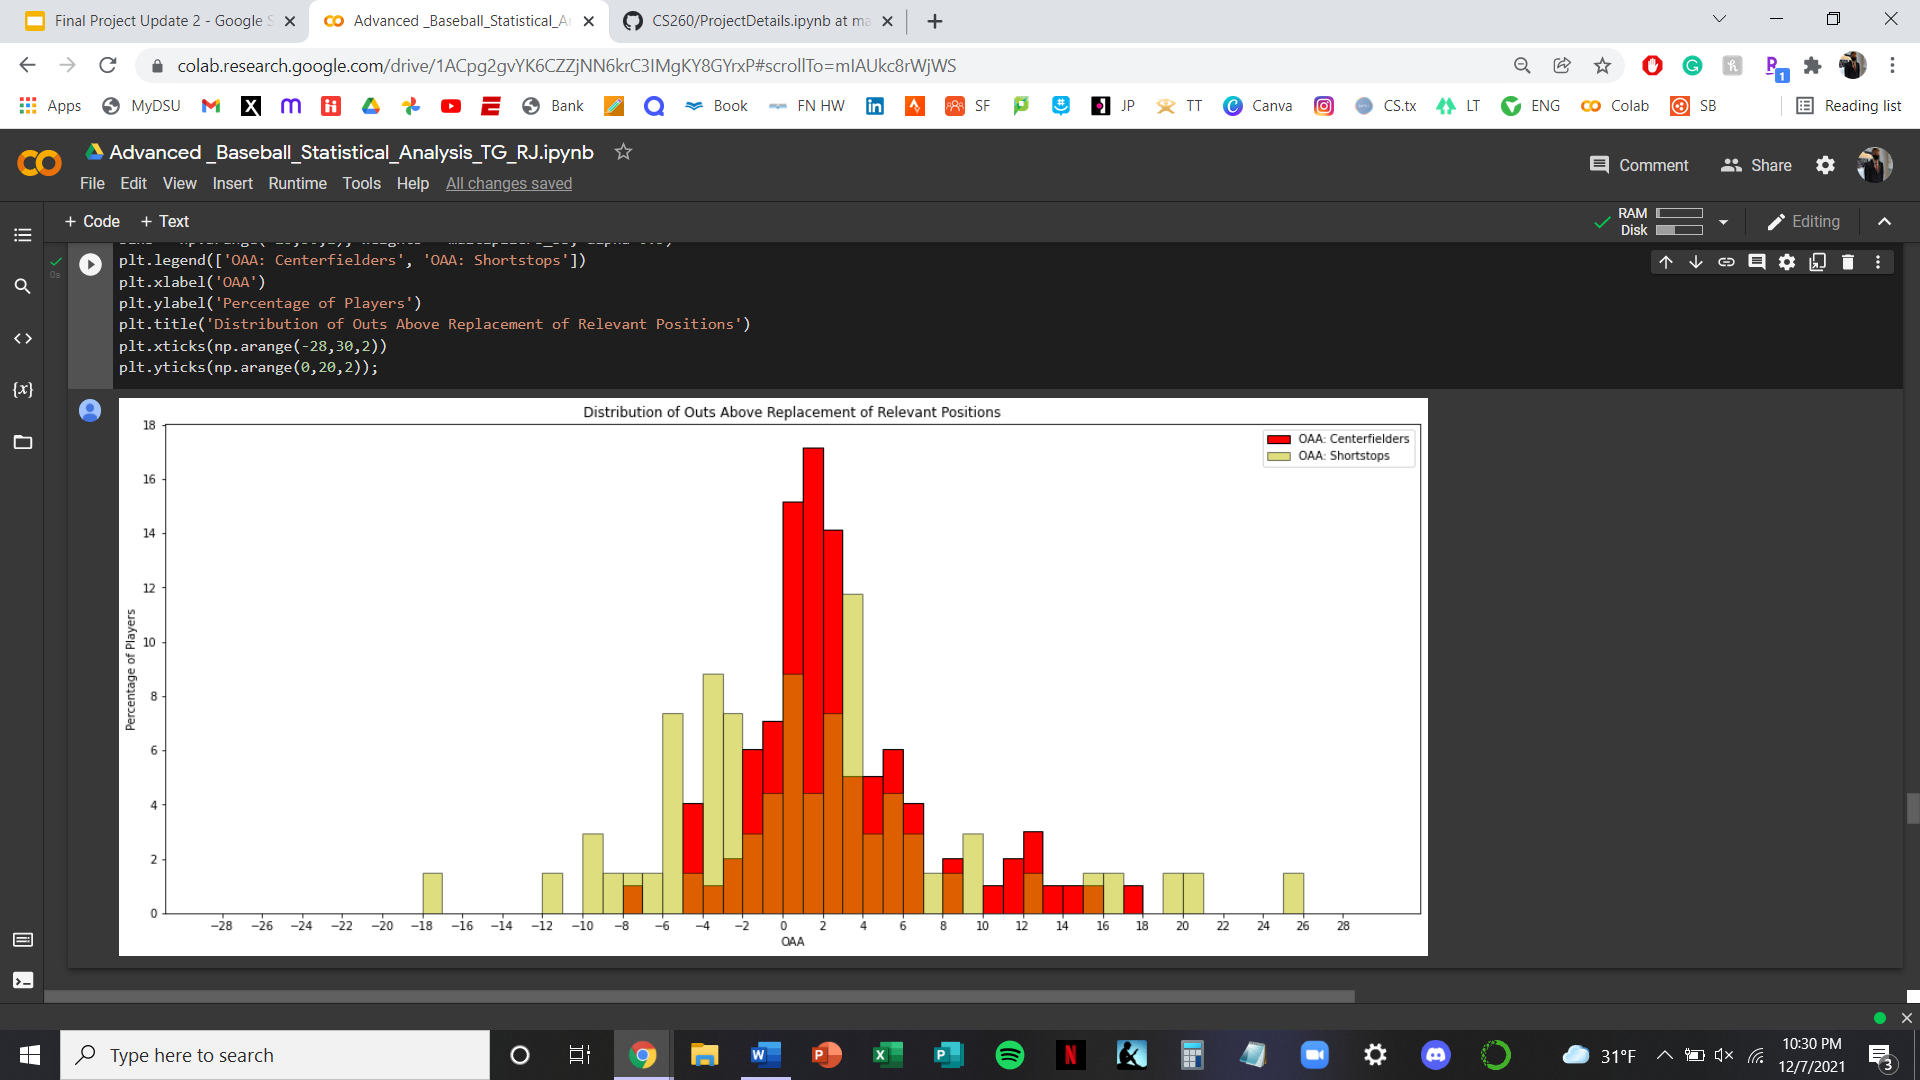 Final Project Update 2 - Google S
Advanced _Baseball_Statistical_A
CS260/ProjectDetails.ipynb at ma
colab.research.google.com/drive/1ACpg2gvYK6CZZjNN6krC3IMgKY8GYrxP#scrollTo=mIAUkc8rWjWS
1
Apps MyDSU Bank Book FN HW SF JP TT Canva CS.tx LT ENG Colab SB Reading list
Advanced _Baseball_Statistical_Analysis_TG_RJ.ipynb
Comment Share
File Edit View Insert Runtime Tools Help All changes saved
+ Code + Text
RAM
Disk
Editing
0s
plt.legend(['OAA: Centerfielders', 'OAA: Shortstops'])
plt.xlabel('OAA')
plt.ylabel('Percentage of Players')
plt.title('Distribution of Outs Above Replacement of Relevant Positions')
plt.xticks(np.arange(-28,30,2))
plt.yticks(np.arange(0,20,2));
Distribution of Outs Above Replacement of Relevant Positions
OAA: Centerfielders
OAA: Shortstops
18
16
14
12
10
8
6
4
2
0
Percentage of Players
−28 −26 −24 −22 −20 −18 −16 −14 −12 −10 −8 −6 −4 −2 0 2 4 6 8 10 12 14 16 18 20 22 24 26 28
OAA
Type here to search
31°F
10:30 PM
12/7/2021
3